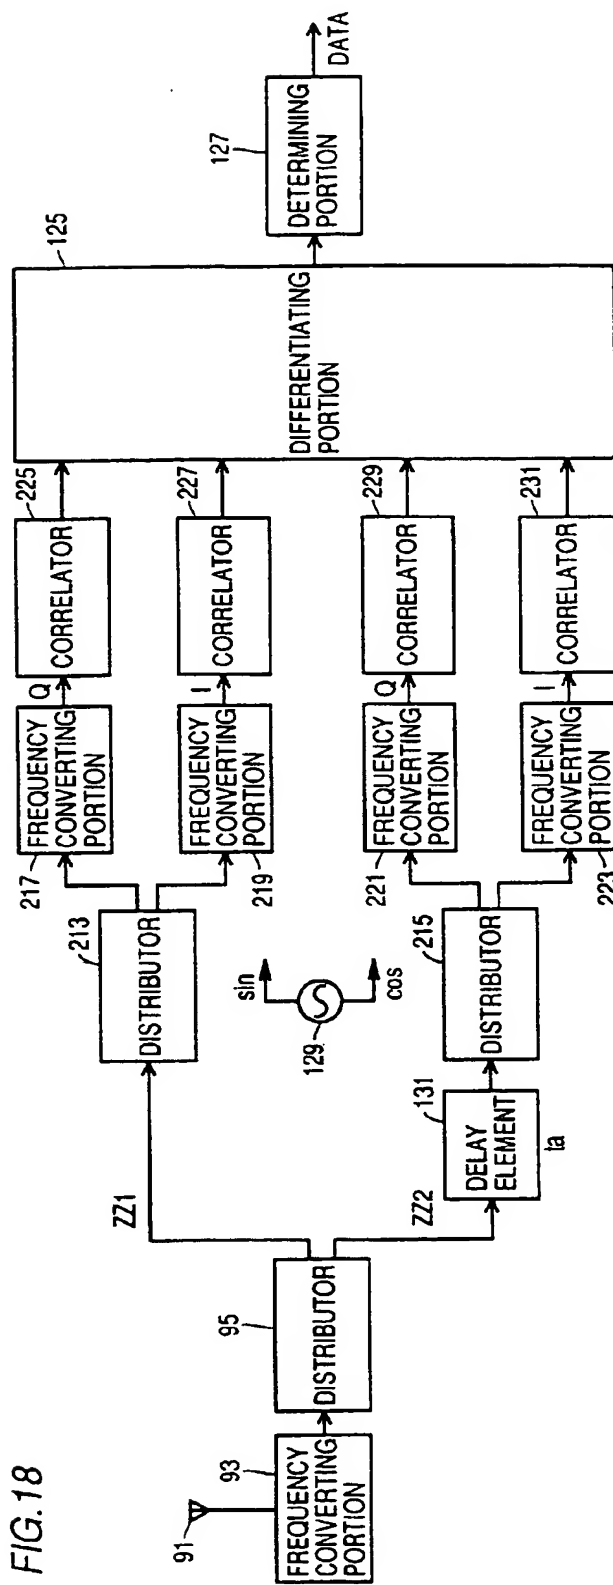 FIG.18
91
93
FREQUENCY
CONVERTING
PORTION
95
DISTRIBUTOR
ZZ1
ZZ2
131
DELAY
ELEMENT
ta
213
DISTRIBUTOR
215
DISTRIBUTOR
129
sin
cos
217
FREQUENCY
CONVERTING
PORTION
Q
219
FREQUENCY
CONVERTING
PORTION
I
221
FREQUENCY
CONVERTING
PORTION
Q
223
FREQUENCY
CONVERTING
PORTION
I
225
CORRELATOR
227
CORRELATOR
229
CORRELATOR
231
CORRELATOR
125
DIFFERENTIATING
PORTION
127
DETERMINING
PORTION
DATA